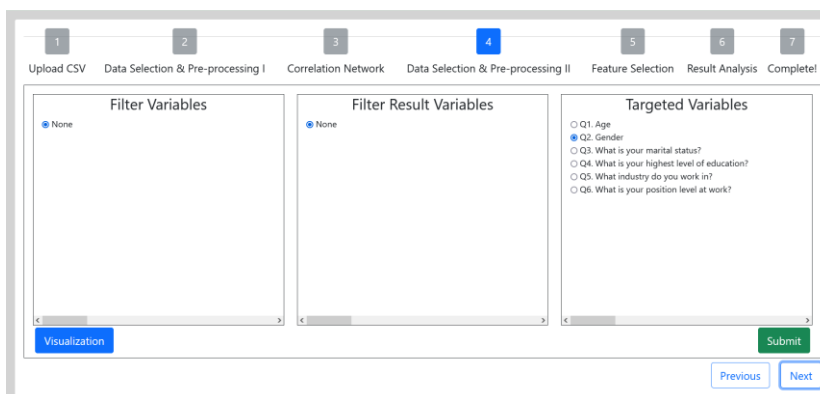 1 2 3 4 5 6 7
Upload CSV Data Selection & Pre-processing I Correlation Network Data Selection & Pre-processing II Feature Selection Result Analysis Complete!
Filter Variables
None
Filter Result Variables
None
Targeted Variables
Q1. Age
Q2. Gender
Q3. What is your marital status?
Q4. What is your highest level of education?
Q5. What industry do you work in?
Q6. What is your position level at work?
Visualization
Submit
Previous
Next